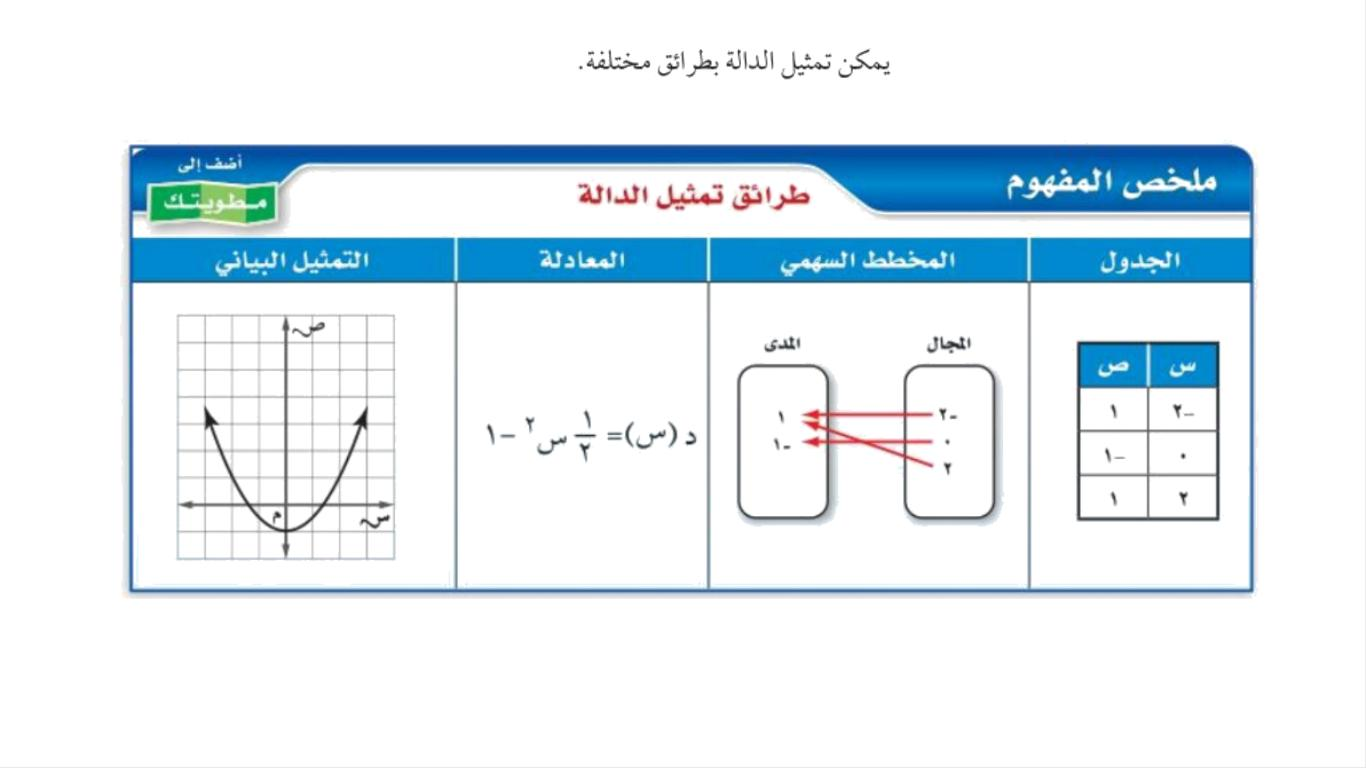 يمكن تمثيل الدالة بطرائق مختلفة.
ملخص المفهوم
طرائق تمثيل الدالة
أضف إلى
مـطويتـك
الجدول
المخطط السهمي
المعادلة
التمثيل البياني
س ص
–٢ ١
٠ –١
٢ ١
المجال
المدى
-٢
٠
٢
١
-١
د (س)= ١/٢ س٢ –١
ص
م
س